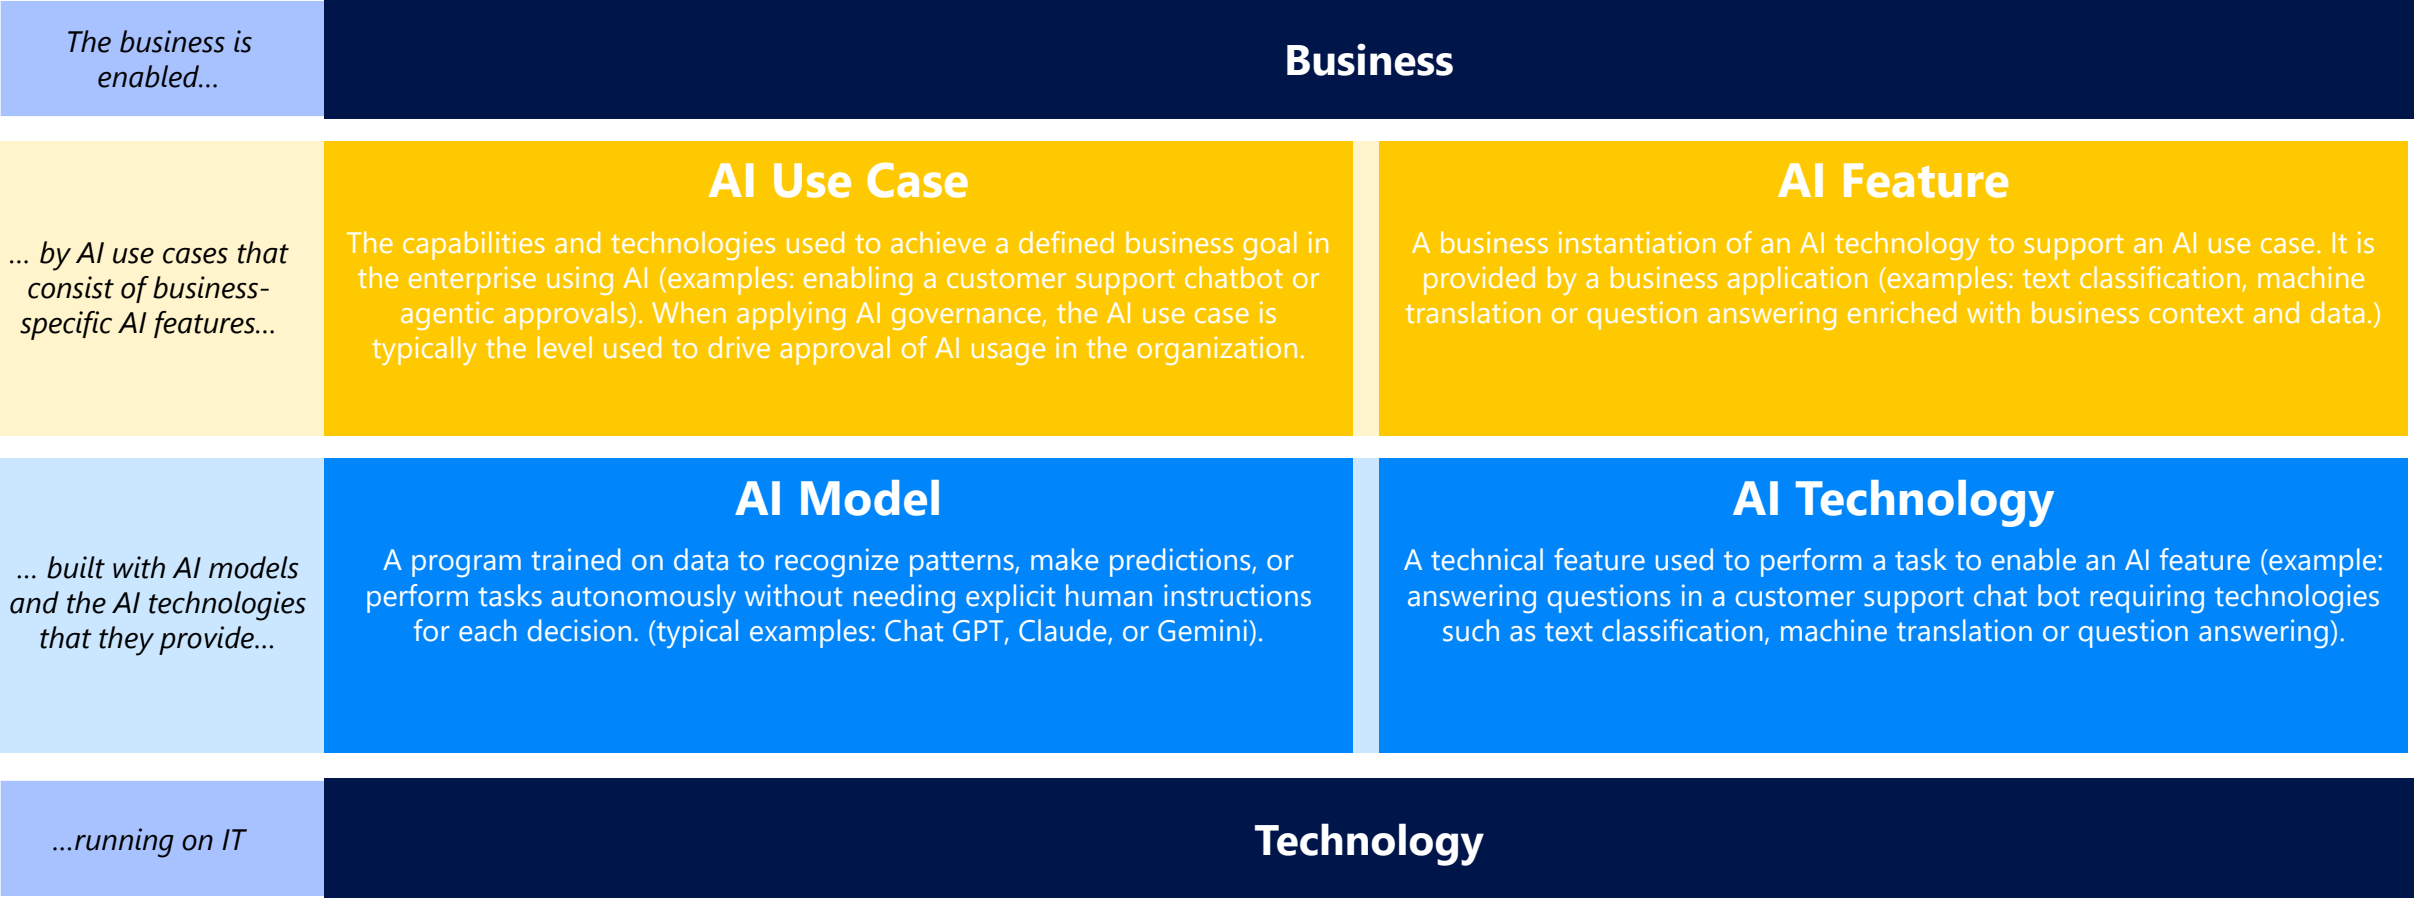 The business is
enabled...
Business
... by AI use cases that
consist of business-
specific AI features...
AI Use Case
The capabilities and technologies used to achieve a defined business goal in
the enterprise using AI (examples: enabling a customer support chatbot or
agentic approvals). When applying AI governance, the AI use case is
typically the level used to drive approval of AI usage in the organization.
AI Feature
A business instantiation of an AI technology to support an AI use case. It is
provided by a business application (examples: text classification, machine
translation or question answering enriched with business context and data.)
... built with AI models
and the AI technologies
that they provide...
AI Model
A program trained on data to recognize patterns, make predictions, or
perform tasks autonomously without needing explicit human instructions
for each decision. (typical examples: Chat GPT, Claude, or Gemini).
AI Technology
A technical feature used to perform a task to enable an AI feature (example:
answering questions in a customer support chat bot requiring technologies
such as text classification, machine translation or question answering).
...running on IT
Technology